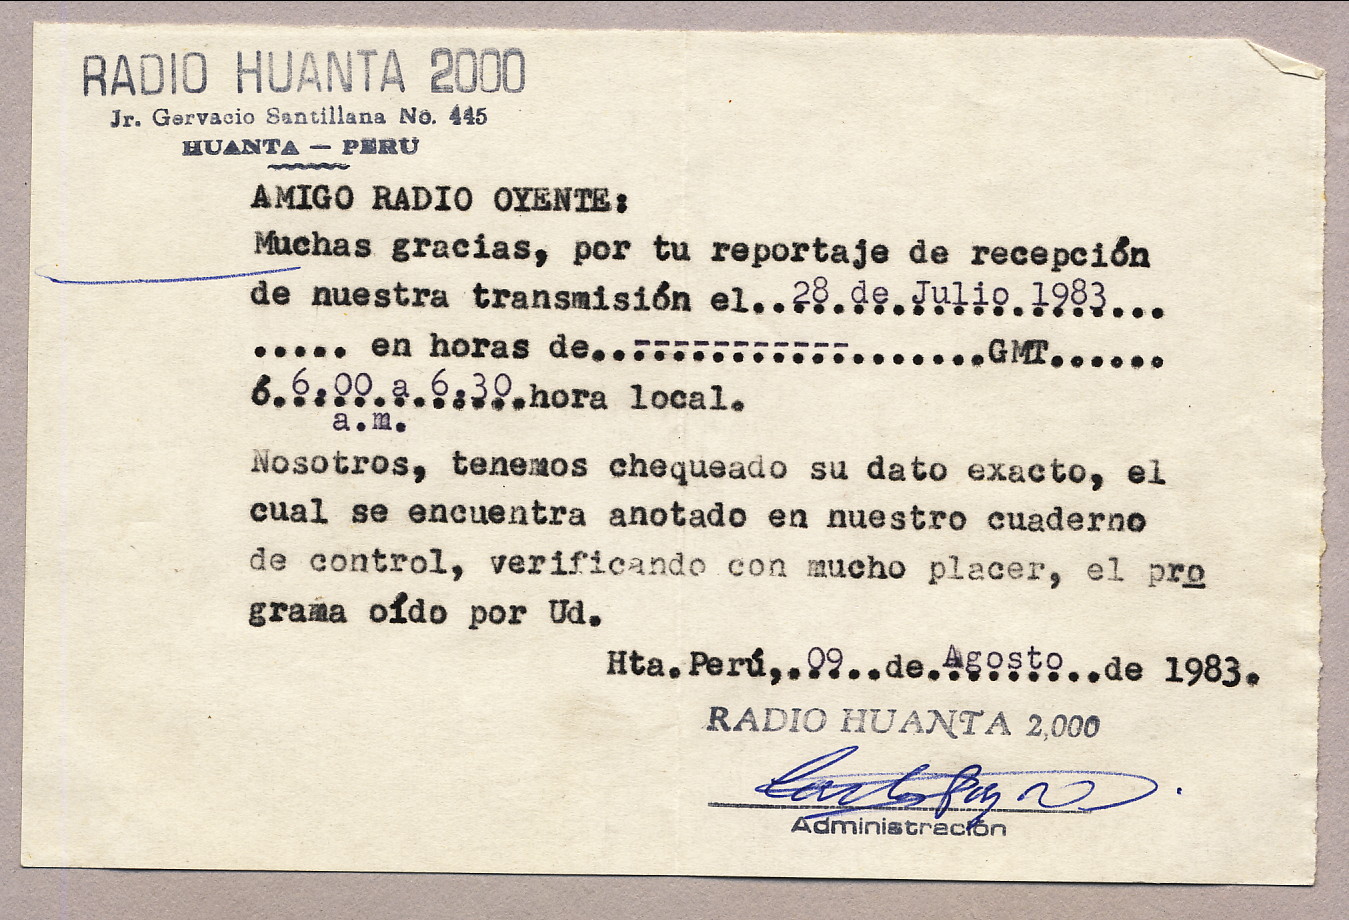 RADIO HUANTA 2000
Jr. Gervacio Santillana No. 445
HUANTA — PERU
AMIGO RADIO OYENTE:
Muchas gracias, por tu reportaje de recepción
de nuestra transmisión el..28 de Julio 1983...
..... en horas de..-----------.......GMT......
ó.6.00 a 6.30.hora local.
a.m.
Nosotros, tenemos chequeado su dato exacto, el
cual se encuentra anotado en nuestro cuaderno
de control, verificando con mucho placer, el pro
grama oído por Ud.
Hta.Perú,.09..de.Agosto..de 1983.
RADIO HUANTA 2,000
Administración